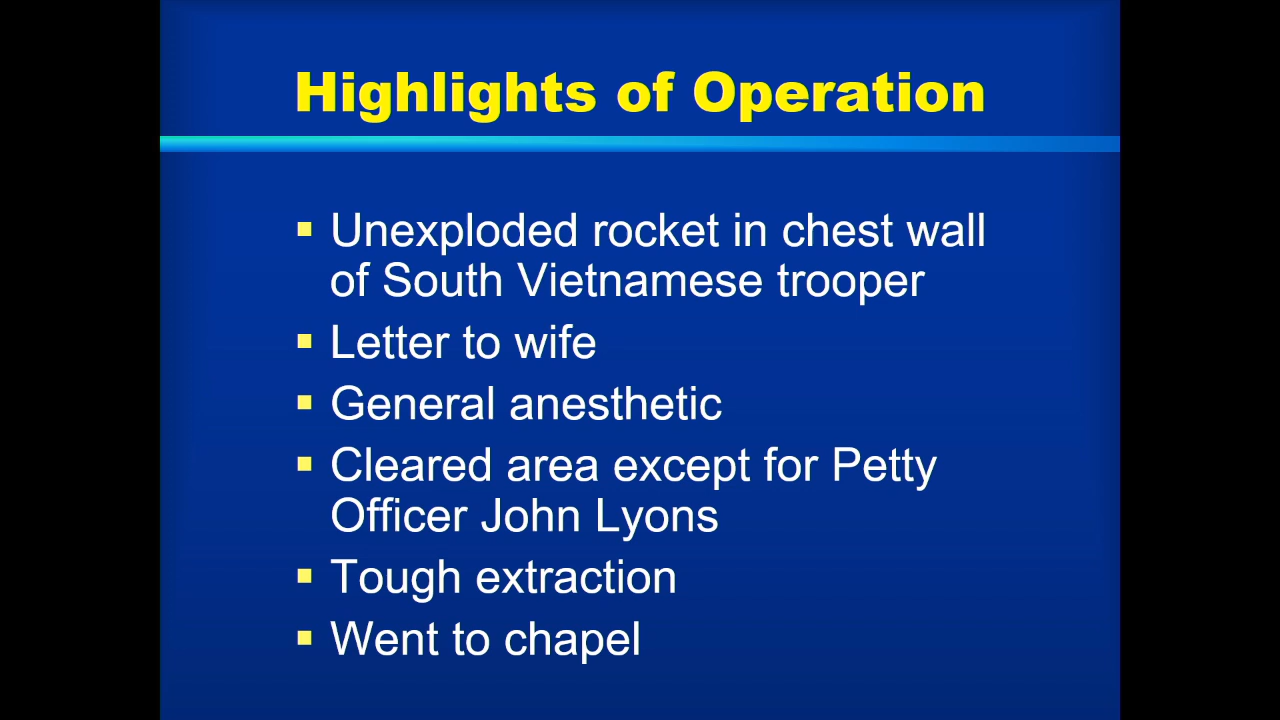 Highlights of Operation
▪ Unexploded rocket in chest wall
of South Vietnamese trooper
▪ Letter to wife
▪ General anesthetic
▪ Cleared area except for Petty
Officer John Lyons
▪ Tough extraction
▪ Went to chapel